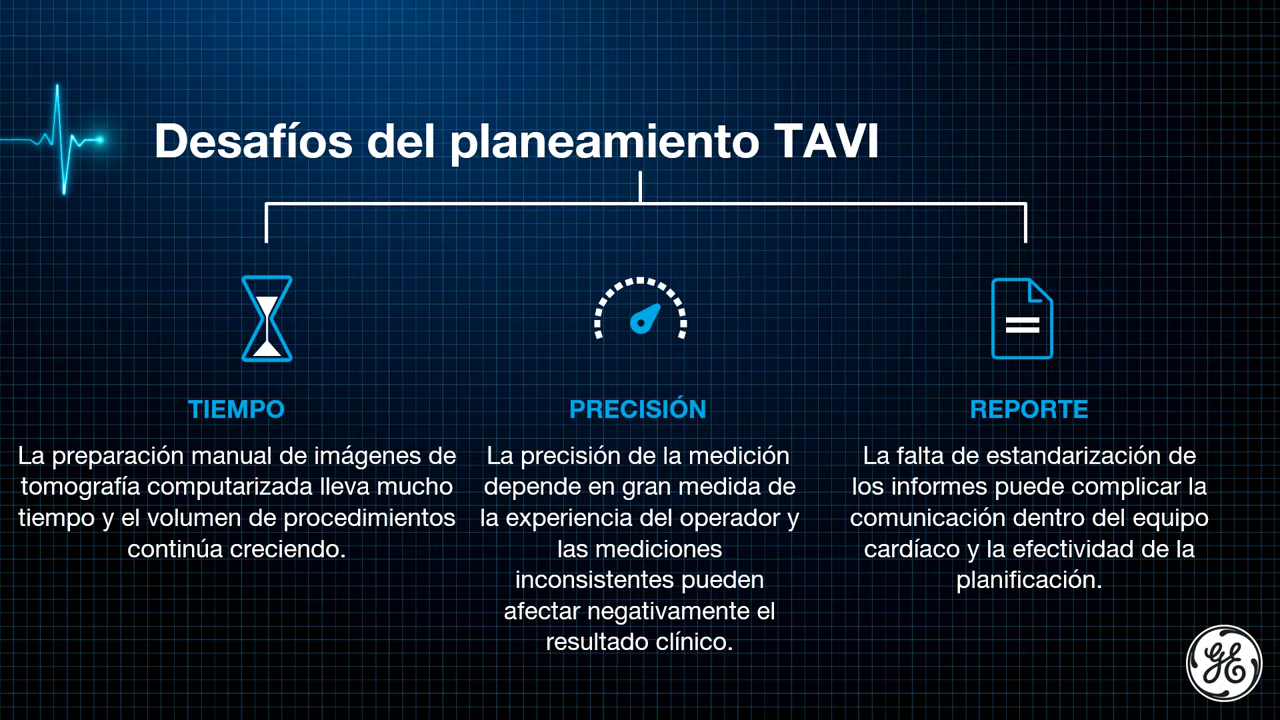 Desafíos del planeamiento TAVI
TIEMPO
La preparación manual de imágenes de
tomografía computarizada lleva mucho
tiempo y el volumen de procedimientos
continúa creciendo.
PRECISIÓN
La precisión de la medición
depende en gran medida de
la experiencia del operador y
las mediciones
inconsistentes pueden
afectar negativamente el
resultado clínico.
REPORTE
La falta de estandarización de
los informes puede complicar la
comunicación dentro del equipo
cardíaco y la efectividad de la
planificación.
GE